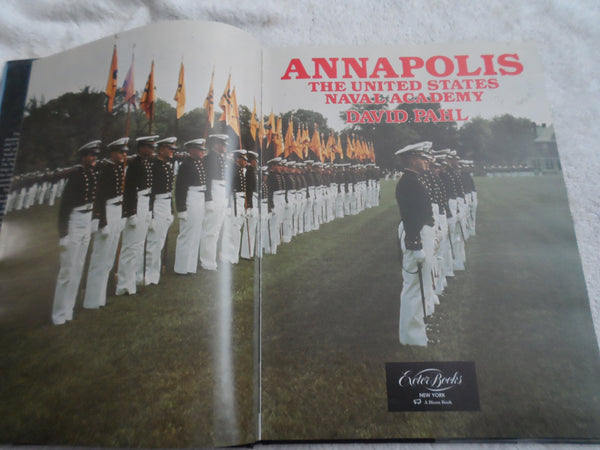 ANNAPOLIS
THE UNITED STATES
NAVAL ACADEMY
DAVID PAHL
Exeter Books
NEW YORK
A Bison Book